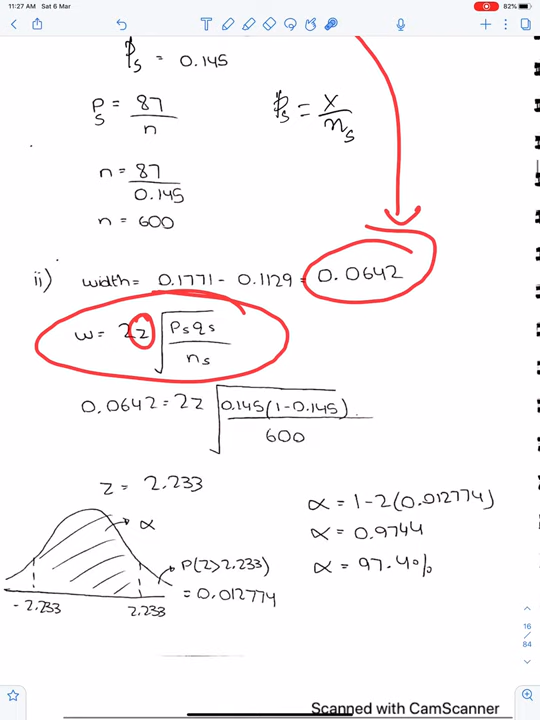 11:27 AM Sat 6 Mar
82%
p̂s = 0.145
Ps = 87/n
p̂s = x/ns
n = 87/0.145
n = 600
ii) width = 0.1771 - 0.1129 = 0.0642
w = 2z √(Psqs/ns)
0.0642 = 2z √(0.145(1-0.145)/600)
z = 2.233
α
P(Z>2.233)
= 0.012774
-2.233 2.233
α = 1-2(0.012774)
α = 0.9744
α = 97.4%
16/84
Scanned with CamScanner